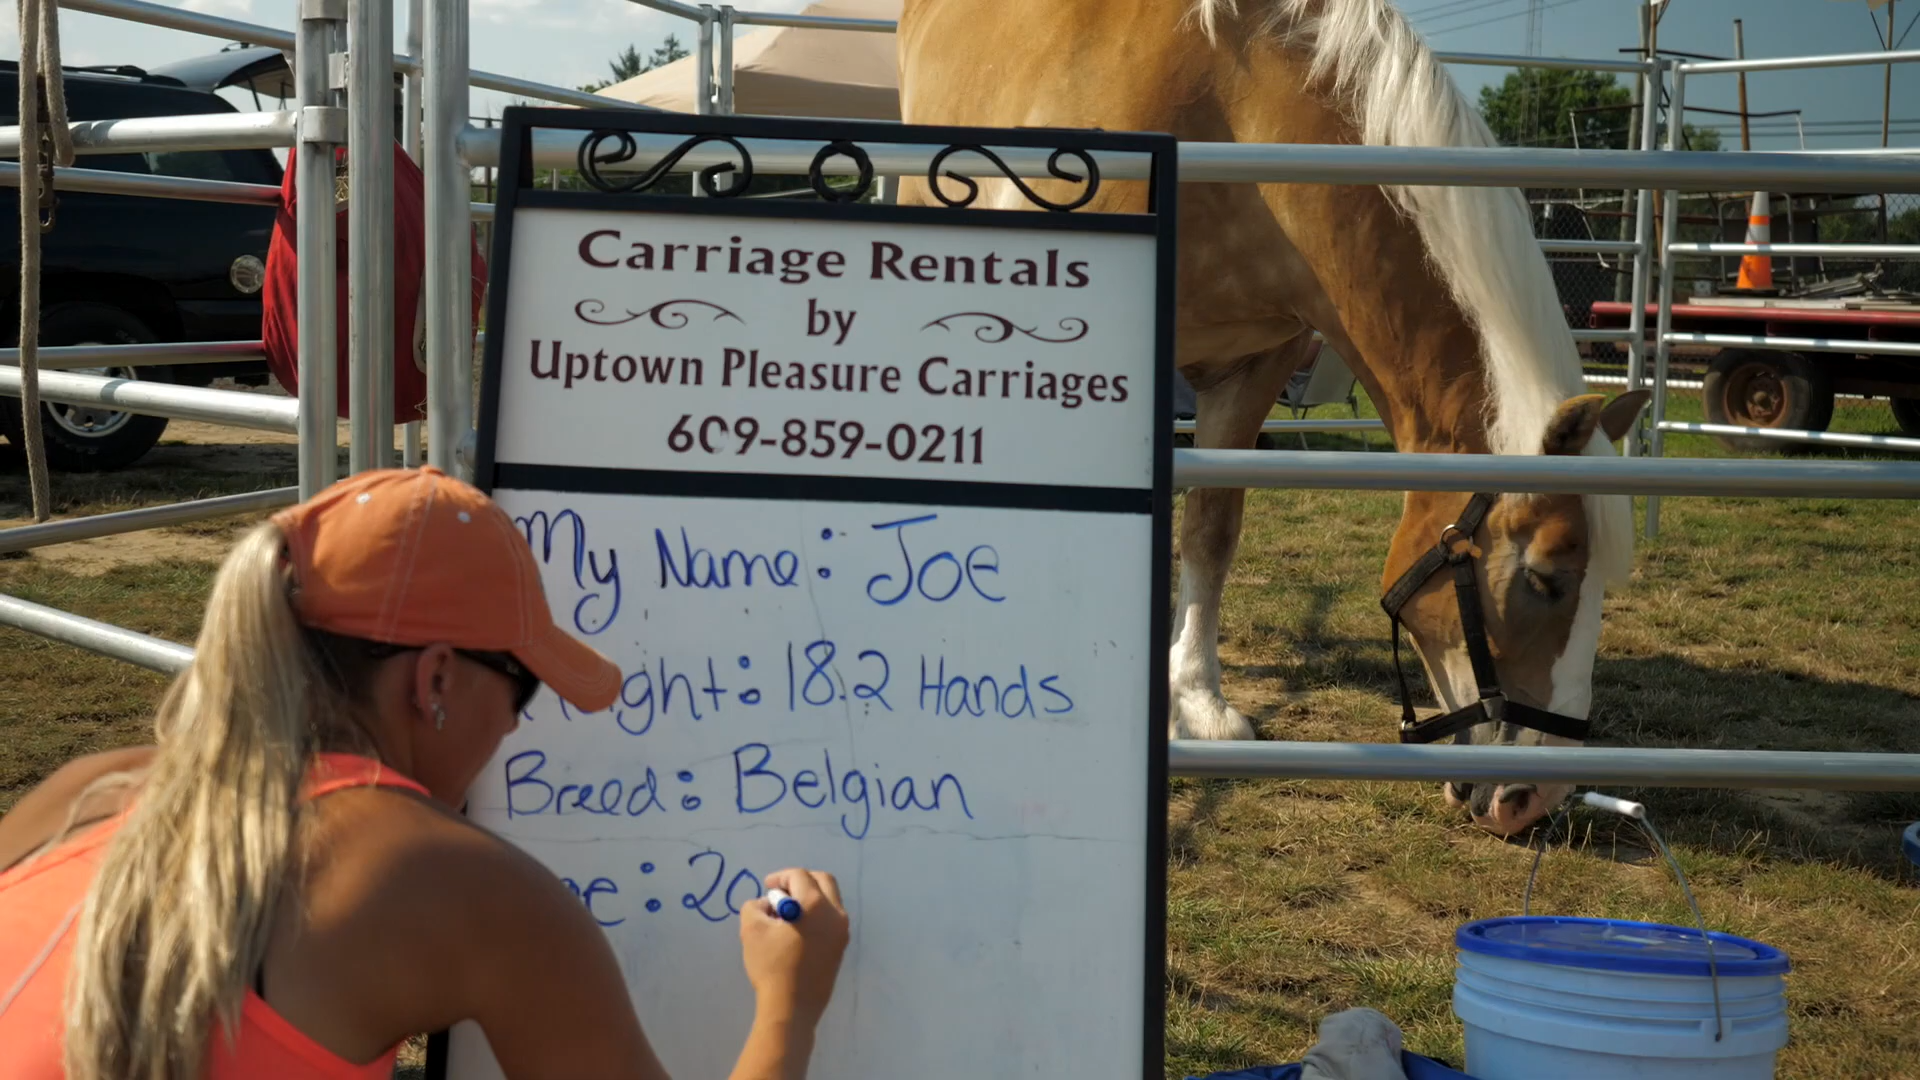 Carriage Rentals
by
Uptown Pleasure Carriages
609-859-0211
My Name: Joe
18.2 Hands
Breed: Belgian
: 20